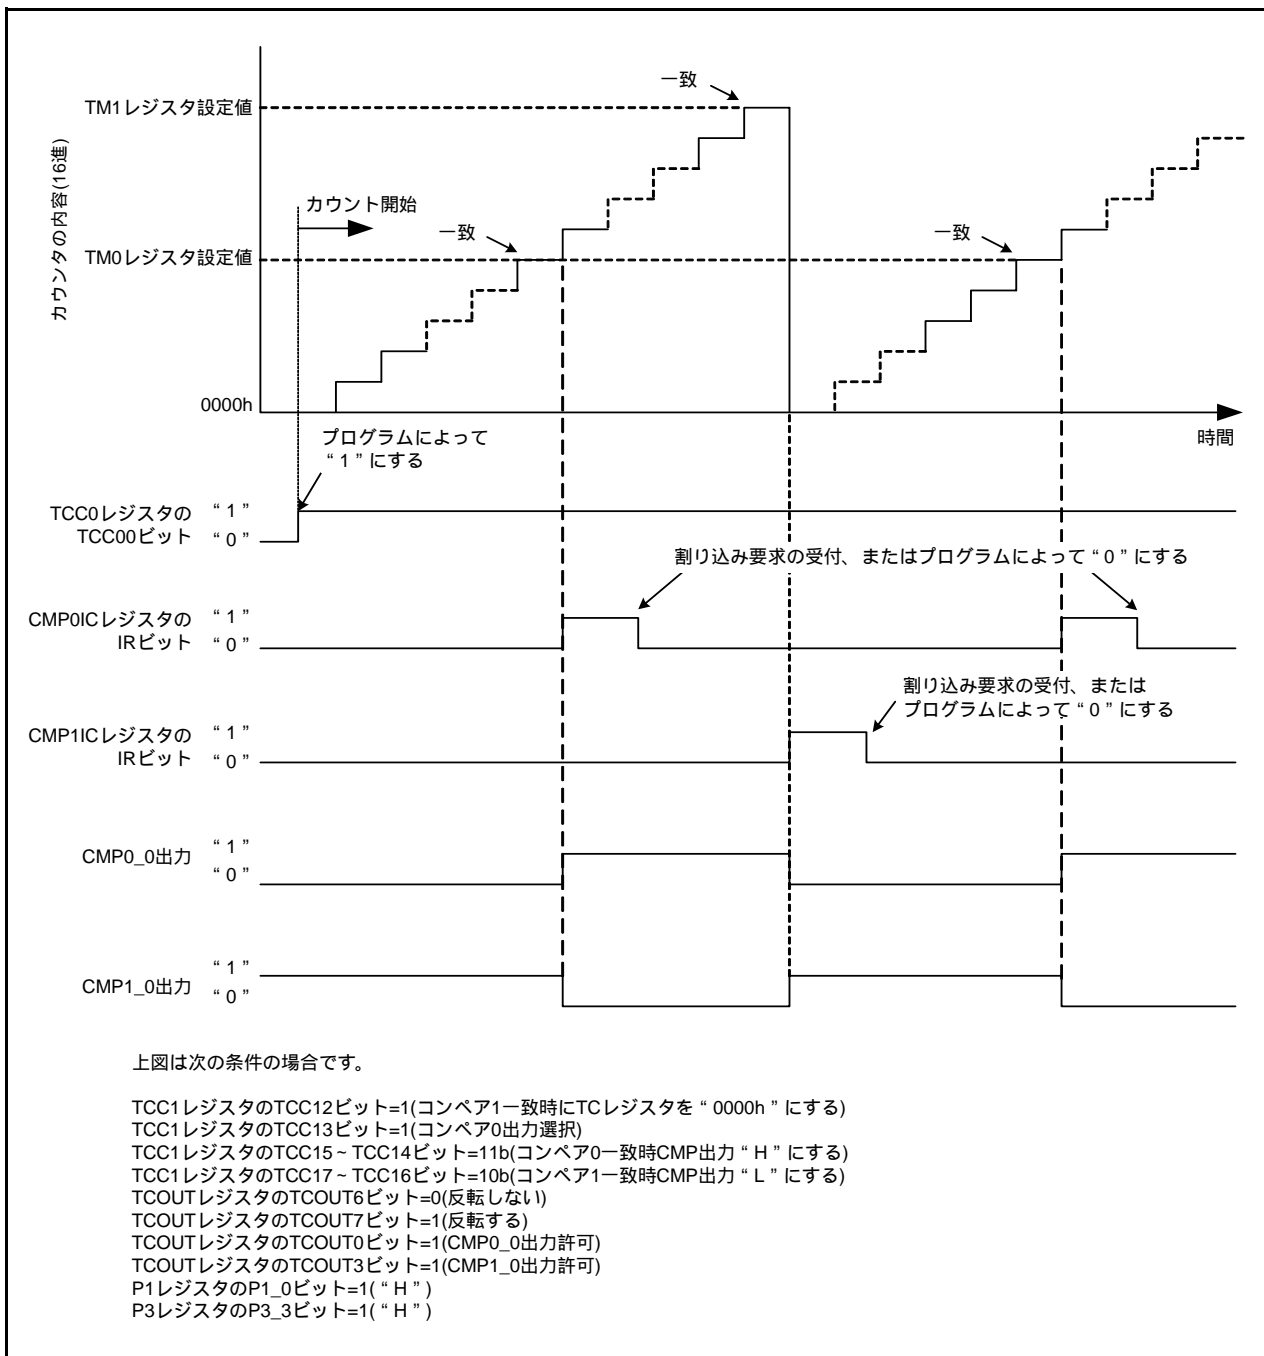 一致
TM1レジスタ設定値
カウンタの内容(16進)
カウント開始
一致
一致
TM0レジスタ設定値
0000h
時間
プログラムによって
“ 1 ” にする
TCC0レジスタの
TCC00ビット
“ 1 ”
“ 0 ”
割り込み要求の受付、またはプログラムによって “ 0 ” にする
CMP0ICレジスタの
IRビット
“ 1 ”
“ 0 ”
割り込み要求の受付、または
プログラムによって “ 0 ” にする
CMP1ICレジスタの
IRビット
“ 1 ”
“ 0 ”
CMP0_0出力
“ 1 ”
“ 0 ”
CMP1_0出力
“ 1 ”
“ 0 ”
上図は次の条件の場合です。
TCC1レジスタのTCC12ビット=1(コンペア1一致時にTCレジスタを “ 0000h ” にする)
TCC1レジスタのTCC13ビット=1(コンペア0出力選択)
TCC1レジスタのTCC15～TCC14ビット=11b(コンペア0一致時CMP出力 “ H ” にする)
TCC1レジスタのTCC17～TCC16ビット=10b(コンペア1一致時CMP出力 “ L ” にする)
TCOUTレジスタのTCOUT6ビット=0(反転しない)
TCOUTレジスタのTCOUT7ビット=1(反転する)
TCOUTレジスタのTCOUT0ビット=1(CMP0_0出力許可)
TCOUTレジスタのTCOUT3ビット=1(CMP1_0出力許可)
P1レジスタのP1_0ビット=1( “ H ” )
P3レジスタのP3_3ビット=1( “ H ” )